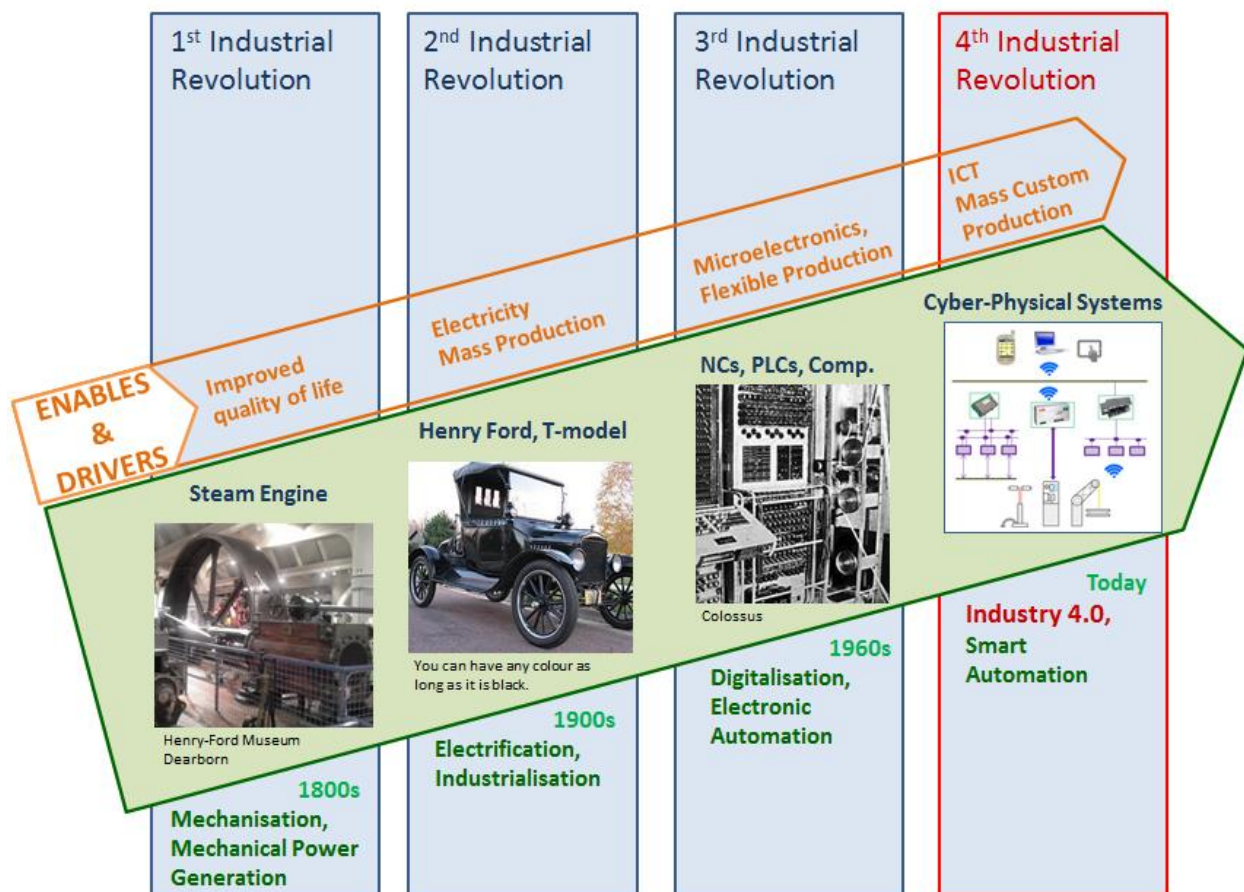 1st Industrial
Revolution
2nd Industrial
Revolution
3rd Industrial
Revolution
4th Industrial
Revolution
ENABLES
&
DRIVERS
Improved
quality of life
Electricity
Mass Production
Microelectronics,
Flexible Production
ICT
Mass Custom
Production
Steam Engine
Henry-Ford Museum
Dearborn
1800s
Mechanisation,
Mechanical Power
Generation
Henry Ford, T-model
You can have any colour as
long as it is black.
1900s
Electrification,
Industrialisation
NCs, PLCs, Comp.
Colossus
1960s
Digitalisation,
Electronic
Automation
Cyber-Physical Systems
Today
Industry 4.0,
Smart
Automation